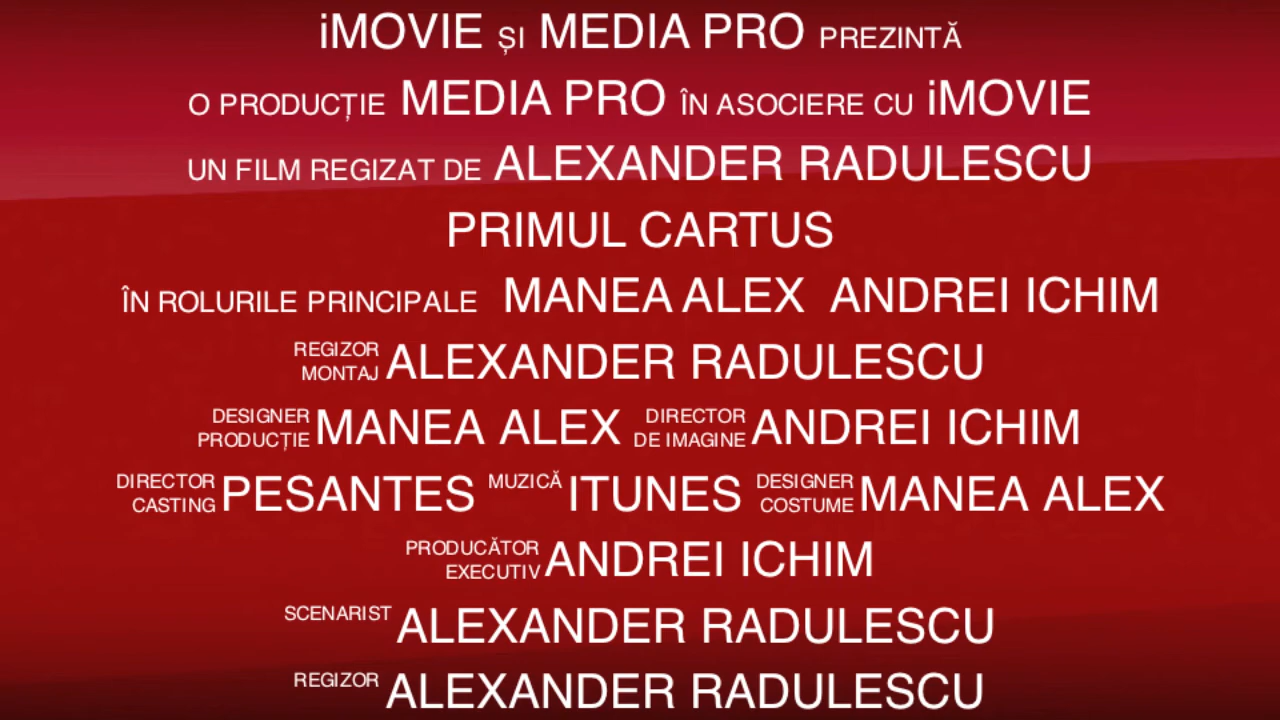 iMOVIE ȘI MEDIA PRO PREZINTĂ
O PRODUCȚIE MEDIA PRO ÎN ASOCIERE CU iMOVIE
UN FILM REGIZAT DE ALEXANDER RADULESCU
PRIMUL CARTUS
ÎN ROLURILE PRINCIPALE MANEA ALEX ANDREI ICHIM
REGIZOR MONTAJ ALEXANDER RADULESCU
DESIGNER PRODUCȚIE MANEA ALEX DIRECTOR DE IMAGINE ANDREI ICHIM
DIRECTOR CASTING PESANTES MUZICĂ ITUNES DESIGNER COSTUME MANEA ALEX
PRODUCĂTOR EXECUTIV ANDREI ICHIM
SCENARIST ALEXANDER RADULESCU
REGIZOR ALEXANDER RADULESCU